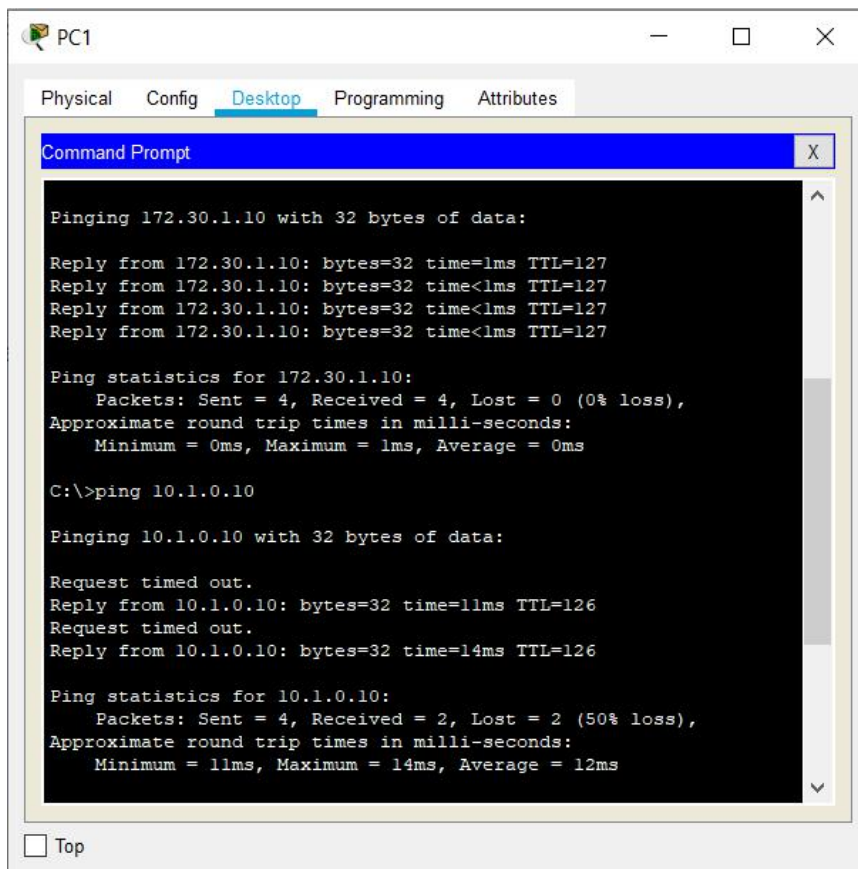 PC1
Physical Config Desktop Programming Attributes
Command Prompt X
Pinging 172.30.1.10 with 32 bytes of data:
Reply from 172.30.1.10: bytes=32 time=1ms TTL=127
Reply from 172.30.1.10: bytes=32 time<1ms TTL=127
Reply from 172.30.1.10: bytes=32 time<1ms TTL=127
Reply from 172.30.1.10: bytes=32 time<1ms TTL=127
Ping statistics for 172.30.1.10:
Packets: Sent = 4, Received = 4, Lost = 0 (0% loss),
Approximate round trip times in milli-seconds:
Minimum = 0ms, Maximum = 1ms, Average = 0ms
C:\>ping 10.1.0.10
Pinging 10.1.0.10 with 32 bytes of data:
Request timed out.
Reply from 10.1.0.10: bytes=32 time=11ms TTL=126
Request timed out.
Reply from 10.1.0.10: bytes=32 time=14ms TTL=126
Ping statistics for 10.1.0.10:
Packets: Sent = 4, Received = 2, Lost = 2 (50% loss),
Approximate round trip times in milli-seconds:
Minimum = 11ms, Maximum = 14ms, Average = 12ms
Top